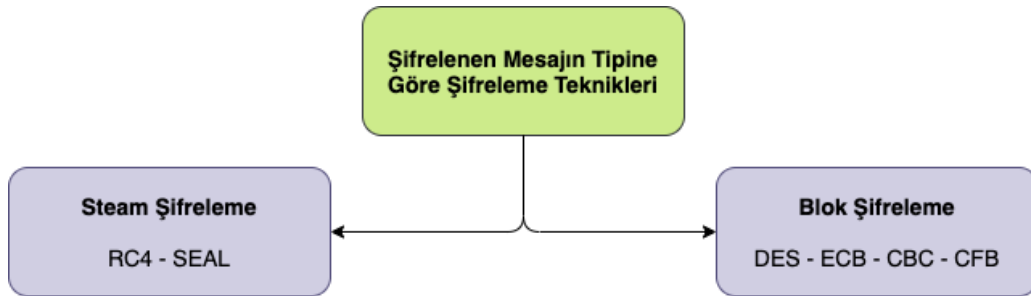 Şifrelenen Mesajın Tipine
Göre Şifreleme Teknikleri
Steam Şifreleme
RC4 - SEAL
Blok Şifreleme
DES - ECB - CBC - CFB